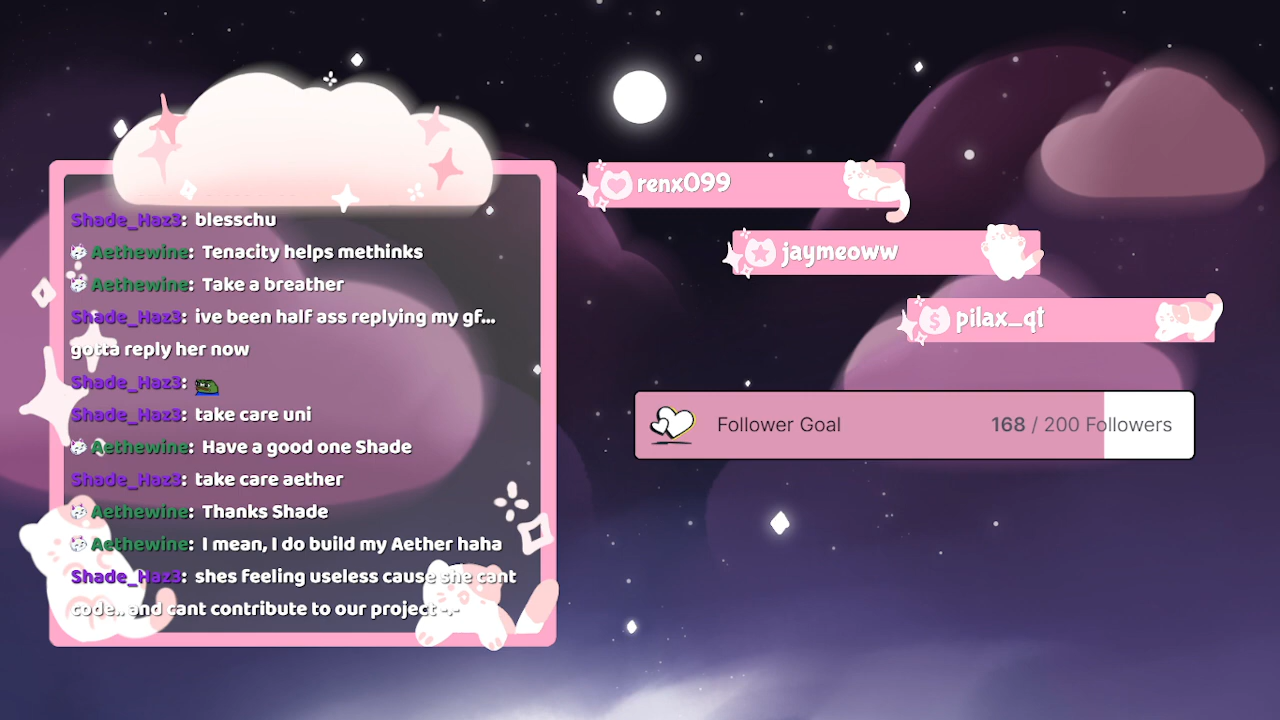 Shade_Haz3: blesschu
Aethewine: Tenacity helps methinks
Aethewine: Take a breather
Shade_Haz3: ive been half ass replying my gf...
gotta reply her now
Shade_Haz3:
Shade_Haz3: take care uni
Aethewine: Have a good one Shade
Shade_Haz3: take care aether
Aethewine: Thanks Shade
Aethewine: I mean, I do build my Aether haha
Shade_Haz3: shes feeling useless cause she cant
code.. and cant contribute to our project -.-
renx099
jaymeoww
$ pilax_qt
Follower Goal 168 / 200 Followers